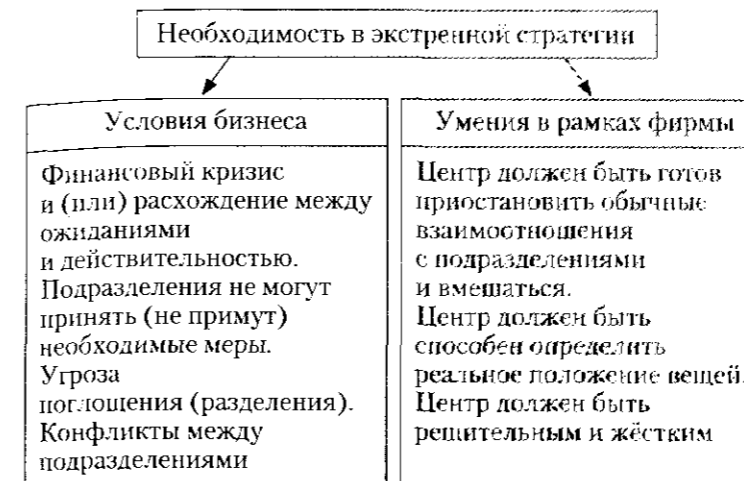 Необходимость в экстренной стратегии
Условия бизнеса
Финансовый кризис
и (или) расхождение между
ожиданиями
и действительностью.
Подразделения не могут
принять (не примут)
необходимые меры.
Угроза
поглощения (разделения).
Конфликты между
подразделениями
Умения в рамках фирмы
Центр должен быть готов
приостановить обычные
взаимоотношения
с подразделениями
и вмешаться.
Центр должен быть
способен определить
реальное положение вещей.
Центр должен быть
решительным и жёстким